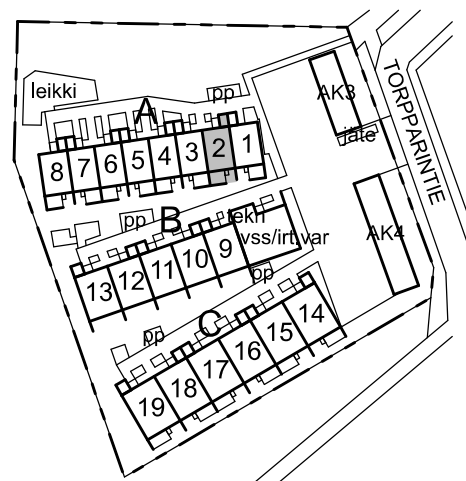 leikki
A
pp
AK3
TORPPARINTIE
jäte
8 7 6 5 4 3 2 1
pp
B
tekn
vss/irt.var
AK4
13 12 11 10 9
pp
C
pp
19 18 17 16 15 14